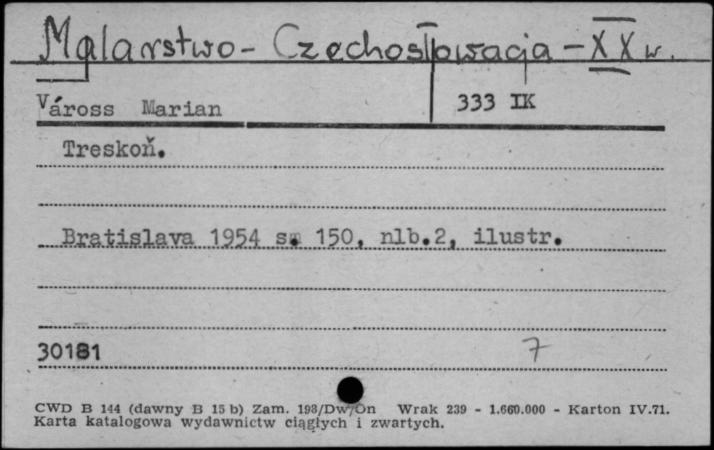 Malarstwo - Czechosłowacja - XX w.
Váross Marian 333 IK
Treskoň.
Bratislava 1954 s. 150, nlb.2, ilustr.
30181 7
CWD B 144 (dawny B 15 b) Zam. 198/Dw/On Wrak 239 - 1.660.000 - Karton IV.71.
Karta katalogowa wydawnictw ciągłych i zwartych.